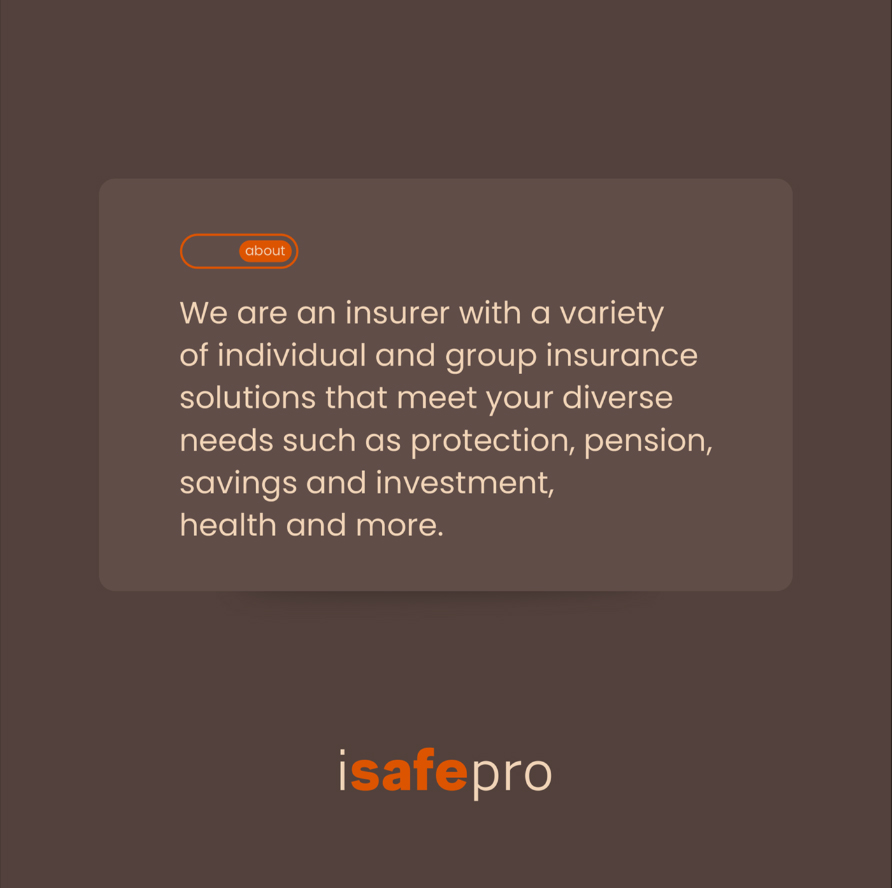 about
We are an insurer with a variety
of individual and group insurance
solutions that meet your diverse
needs such as protection, pension,
savings and investment,
health and more.
isafepro